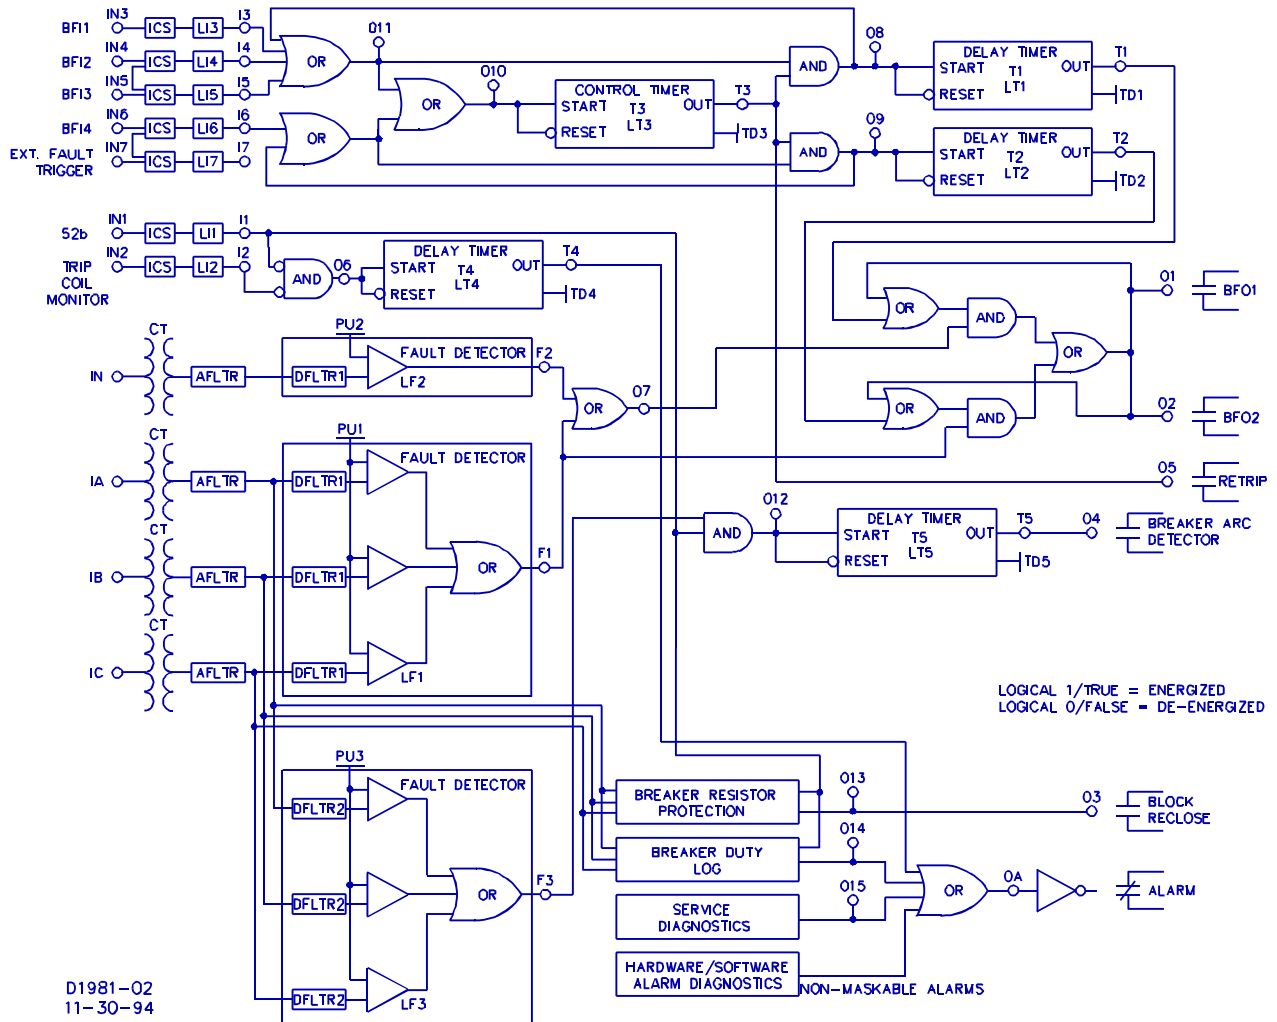 IN3
I3
BFI1
ICS
LI3
IN4
I4
BFI2
ICS
LI4
IN5
I5
BFI3
ICS
LI5
IN6
I6
BFI4
ICS
LI6
IN7
I7
EXT. FAULT
TRIGGER
ICS
LI7
OR
OR
O11
OR
O10
CONTROL TIMER
START
T3
LT3
RESET
OUT
T3
TD3
AND
AND
O8
DELAY TIMER
START
T1
LT1
RESET
OUT
T1
TD1
O9
DELAY TIMER
START
T2
LT2
RESET
OUT
T2
TD2
IN1
I1
52b
ICS
LI1
IN2
I2
TRIP
COIL
MONITOR
ICS
LI2
AND
O6
DELAY TIMER
START
T4
LT4
RESET
OUT
T4
TD4
OR
AND
OR
OR
AND
O1
BFO1
O2
BFO2
O5
RETRIP
CT
IN
AFLTR
PU2
FAULT DETECTOR
DFLTR1
LF2
F2
OR
O7
CT
IA
AFLTR
PU1
FAULT DETECTOR
DFLTR1
CT
IB
AFLTR
DFLTR1
OR
F1
CT
IC
AFLTR
DFLTR1
LF1
AND
O12
DELAY TIMER
START
T5
LT5
RESET
OUT
T5
TD5
O4
BREAKER ARC
DETECTOR
LOGICAL 1/TRUE = ENERGIZED
LOGICAL 0/FALSE = DE-ENERGIZED
PU3
FAULT DETECTOR
DFLTR2
DFLTR2
OR
F3
DFLTR2
LF3
BREAKER RESISTOR
PROTECTION
O13
O3
BLOCK
RECLOSE
BREAKER DUTY
LOG
O14
SERVICE
DIAGNOSTICS
O15
HARDWARE/SOFTWARE
ALARM DIAGNOSTICS
NON-MASKABLE ALARMS
OR
OA
ALARM
D1981-02
11-30-94